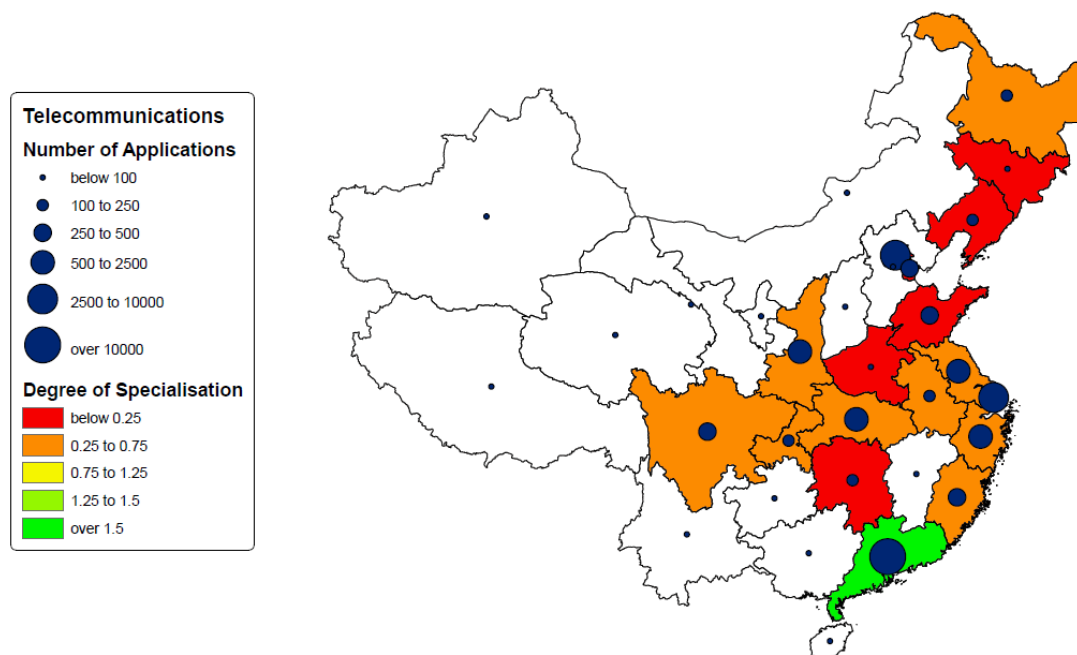 Telecommunications
Number of Applications
below 100
100 to 250
250 to 500
500 to 2500
2500 to 10000
over 10000
Degree of Specialisation
below 0.25
0.25 to 0.75
0.75 to 1.25
1.25 to 1.5
over 1.5